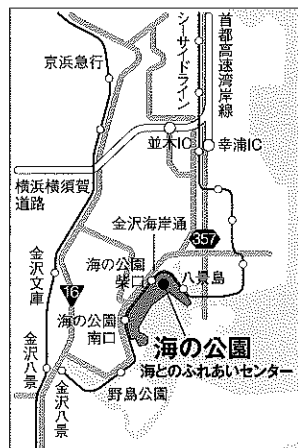 京浜急行
シーサイドライン
首都高速湾岸線
並木IC
幸浦IC
横浜横須賀
道路
金沢海岸通
357
金沢文庫
16
海の公園
柴口
八景島
海の公園
南口
海の公園
海とのふれあいセンター
金沢八景
金沢八景
野島公園